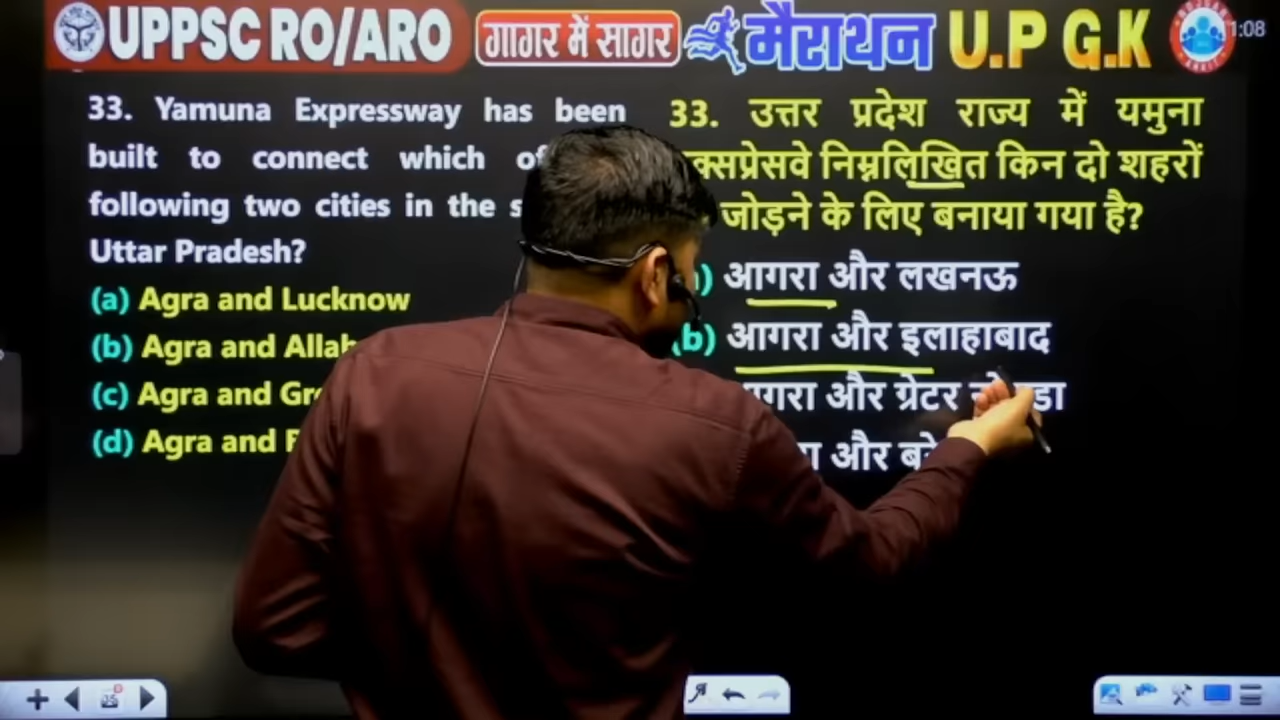 UPPSC RO/ARO
गागर में सागर
मैराथन
U.P G.K
1:08
33. Yamuna Expressway has been
built to connect which
following two cities in the
Uttar Pradesh?
(a) Agra and Lucknow
(b) Agra and
(c) Agra and
(d) Agra and
33. उत्तर प्रदेश राज्य में यमुना
निम्नलिखित किन दो शहरों
जोड़ने के लिए बनाया गया है?
आगरा और लखनऊ
(b) आगरा और इलाहाबाद
और ग्रेटर
और